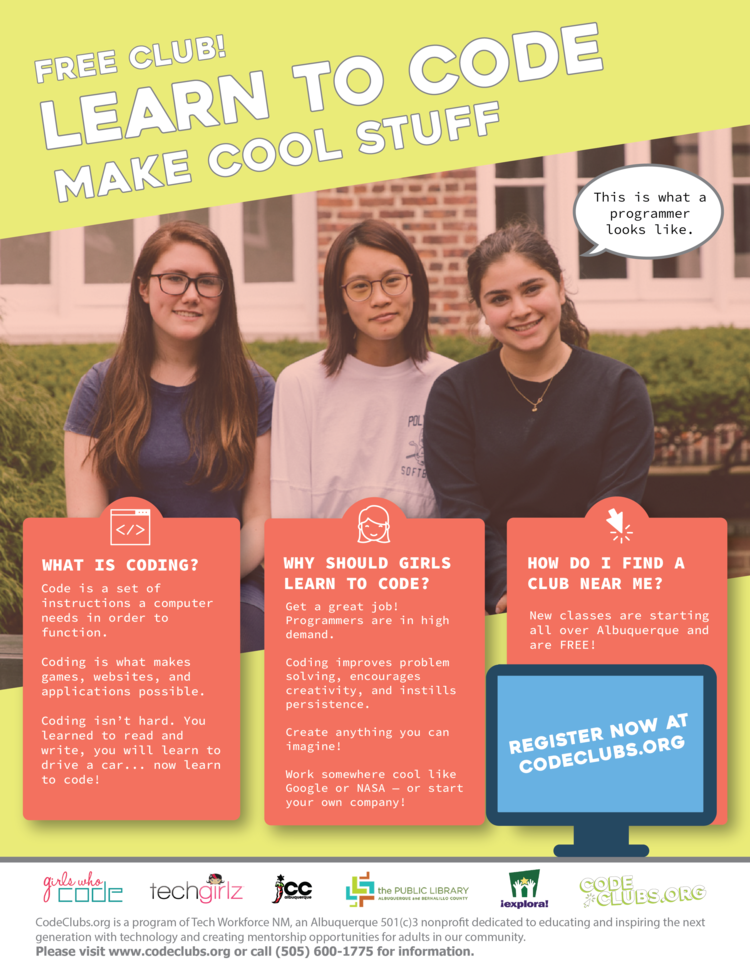 FREE CLUB!
LEARN TO CODE
MAKE COOL STUFF
This is what a
programmer
looks like.
POL
SOFT
WHAT IS CODING?
Code is a set of
instructions a computer
needs in order to
function.
Coding is what makes
games, websites, and
applications possible.
Coding isn't hard. You
learned to read and
write, you will learn to
drive a car... now learn
to code!
WHY SHOULD GIRLS
LEARN TO CODE?
Get a great job!
Programmers are in high
demand.
Coding improves problem
solving, encourages
creativity, and instills
persistence.
Create anything you can
imagine!
Work somewhere cool like
Google or NASA — or start
your own company!
HOW DO I FIND A
CLUB NEAR ME?
New classes are starting
all over Albuquerque and
are FREE!
REGISTER NOW AT
CODECLUBS.ORG
</>
girls who
code
techgirlz
jcc
albuquerque
the PUBLIC LIBRARY
ALBUQUERQUE and BERNALILLO COUNTY
¡explora!
CODE
CLUBS.ORG
CodeClubs.org is a program of Tech Workforce NM, an Albuquerque 501(c)3 nonprofit dedicated to educating and inspiring the next
generation with technology and creating mentorship opportunities for adults in our community.
Please visit www.codeclubs.org or call (505) 600-1775 for information.